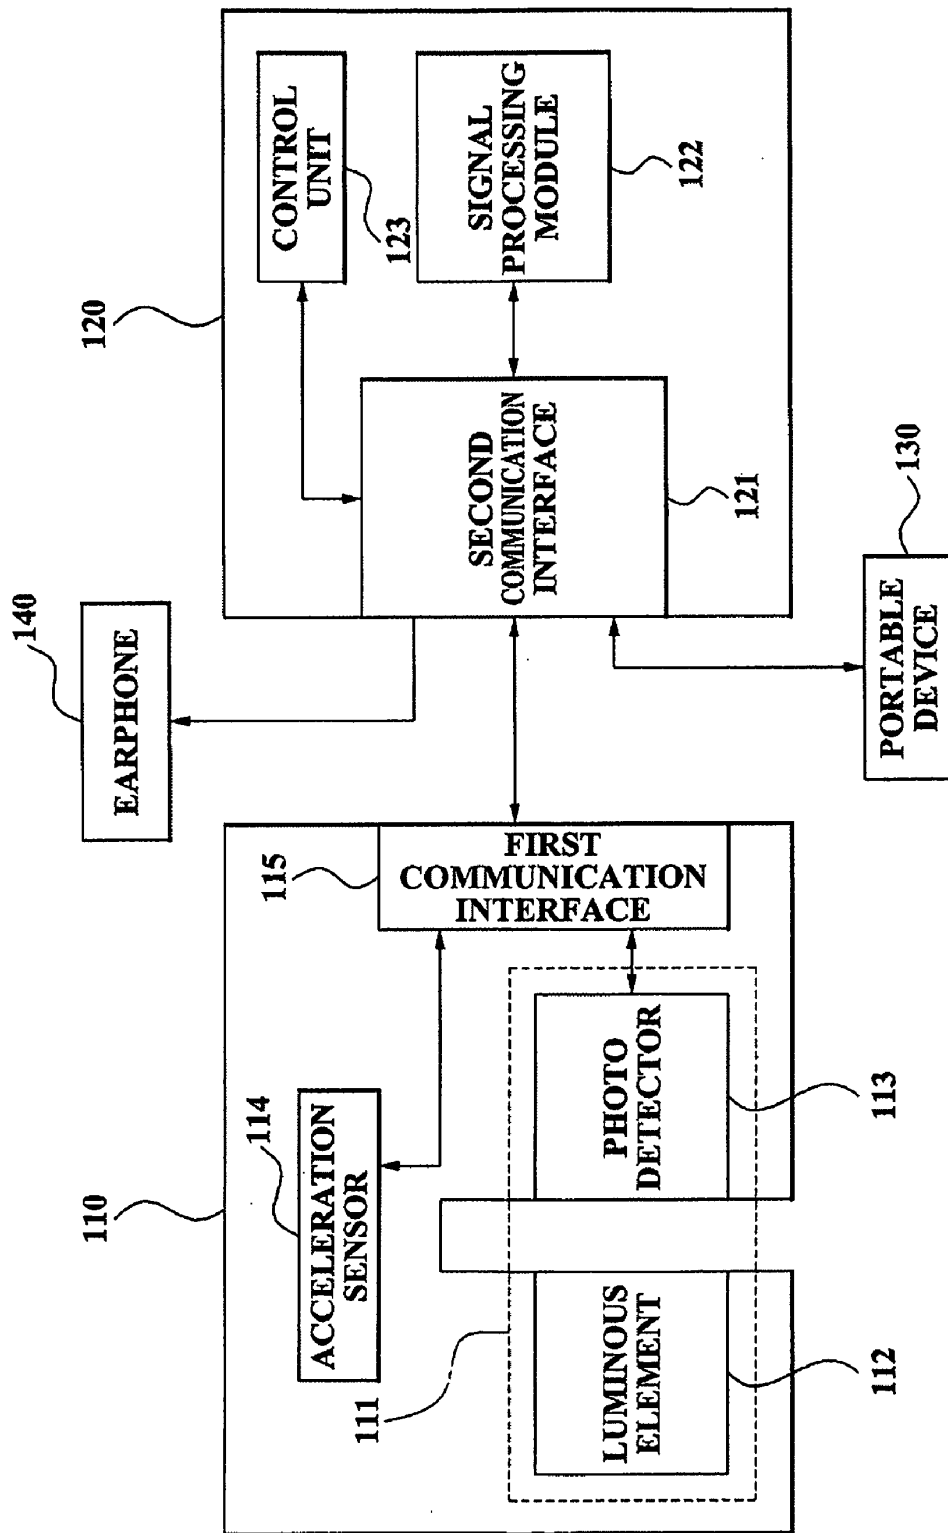 110
114
ACCELERATION
SENSOR
111
LUMINOUS
ELEMENT
112
PHOTO
DETECTOR
113
115
FIRST
COMMUNICATION
INTERFACE
140
EARPHONE
120
CONTROL
UNIT
123
SECOND
COMMUNICATION
INTERFACE
121
SIGNAL
PROCESSING
MODULE
122
130
PORTABLE
DEVICE